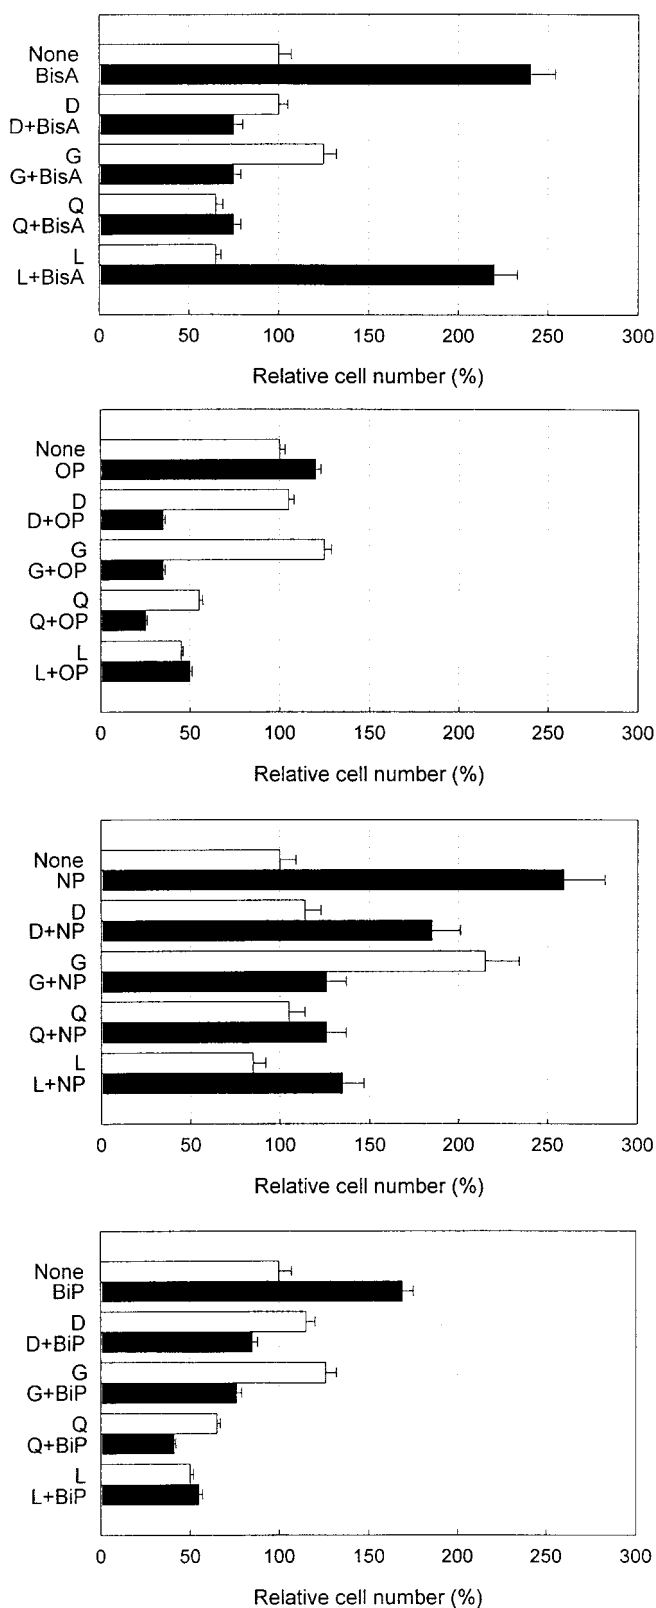 None
BisA
D
D+BisA
G
G+BisA
Q
Q+BisA
L
L+BisA
0 50 100 150 200 250 300
Relative cell number (%)
None
OP
D
D+OP
G
G+OP
Q
Q+OP
L
L+OP
0 50 100 150 200 250 300
Relative cell number (%)
None
NP
D
D+NP
G
G+NP
Q
Q+NP
L
L+NP
0 50 100 150 200 250 300
Relative cell number (%)
None
BiP
D
D+BiP
G
G+BiP
Q
Q+BiP
L
L+BiP
0 50 100 150 200 250 300
Relative cell number (%)